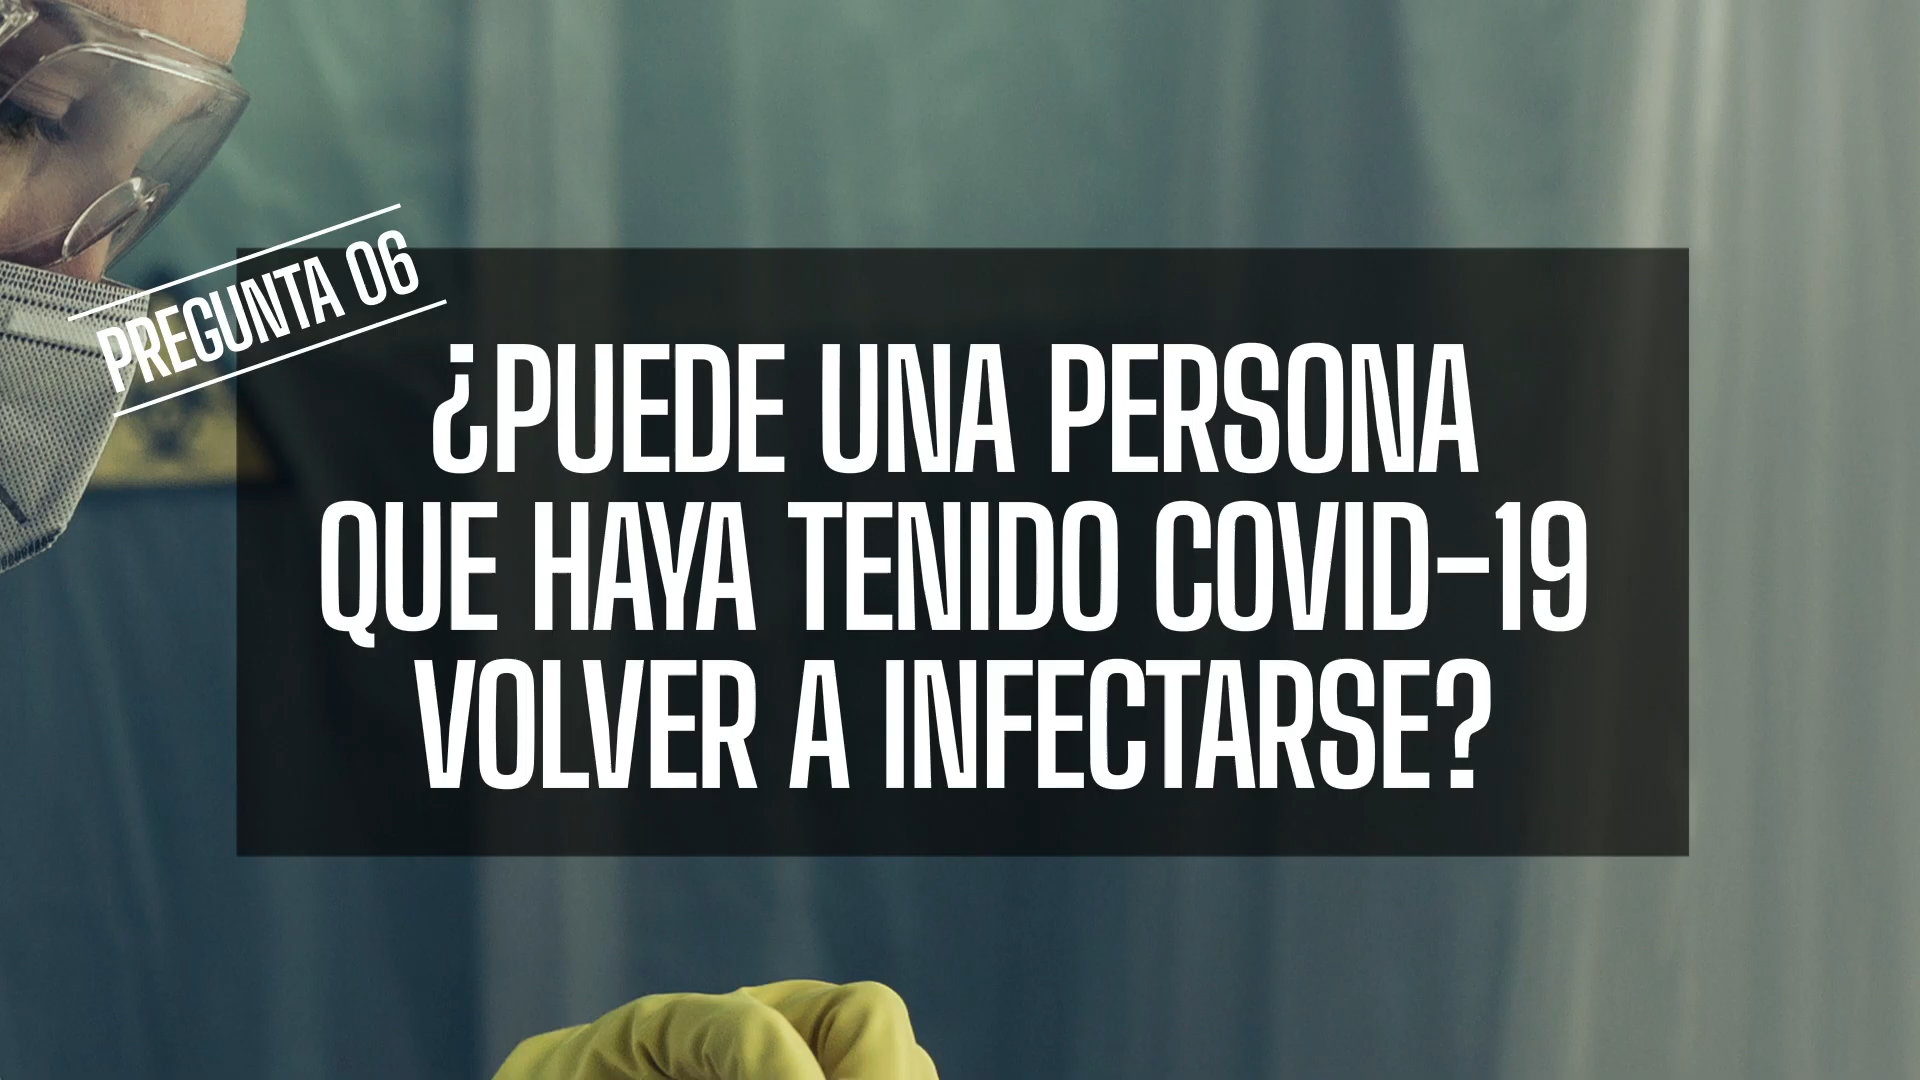 PREGUNTA 06
¿PUEDE UNA PERSONA
QUE HAYA TENIDO COVID-19
VOLVER A INFECTARSE?